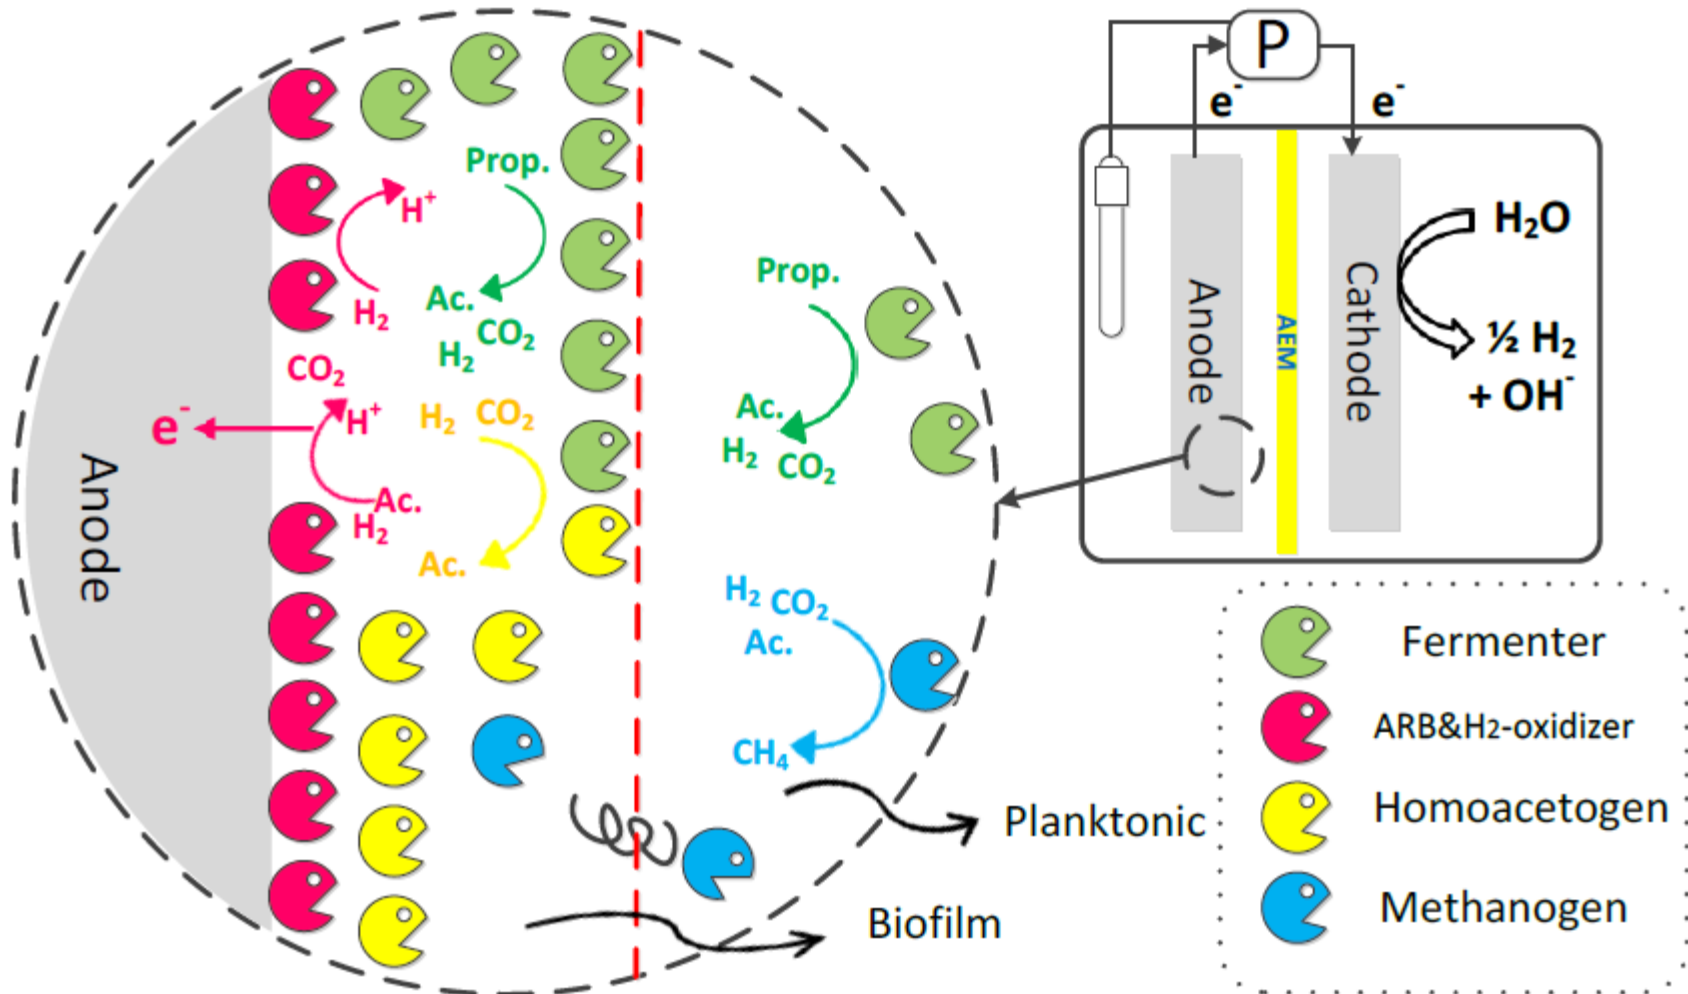 Anode
e⁻
H⁺
H₂
Prop.
Ac.
CO₂
H₂
CO₂
H⁺
Ac.
H₂
H₂ CO₂
Ac.
Prop.
Ac.
H₂ CO₂
H₂ CO₂
Ac.
CH₄
Planktonic
Biofilm
P
e⁻
e⁻
Anode
AEM
Cathode
H₂O
½ H₂
+ OH⁻
Fermenter
ARB&H₂-oxidizer
Homoacetogen
Methanogen